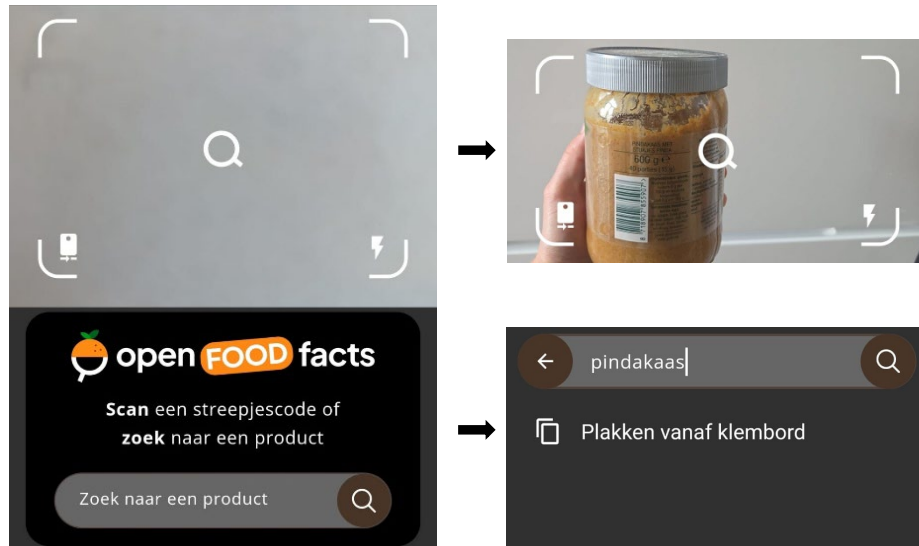 open FOOD facts
Scan een streepjescode of
zoek naar een product
Zoek naar een product
600 g e
pindakaas
Plakken vanaf klembord